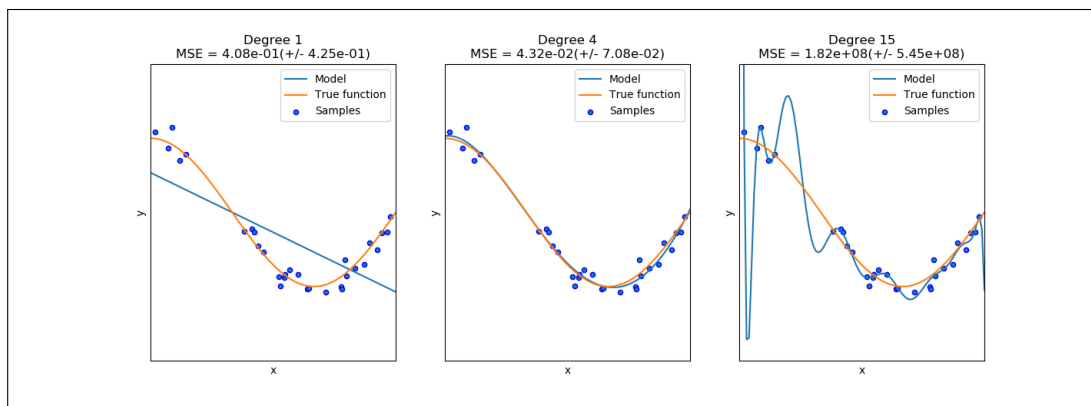 Degree 1
MSE = 4.08e-01(+/- 4.25e-01)
Model
True function
Samples
y
x
Degree 4
MSE = 4.32e-02(+/- 7.08e-02)
Model
True function
Samples
y
x
Degree 15
MSE = 1.82e+08(+/- 5.45e+08)
Model
True function
Samples
y
x